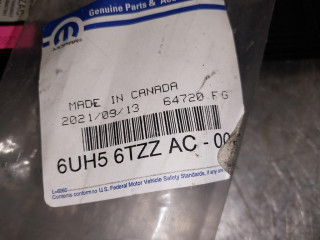 Genuine Parts & 
MOPAR
MADE IN CANADA
2021/09/13 64720 FG
6UH5 6TZZ AC - 00
L-4060
Contents conform to U.S. Federal Motor Vehicle Safety Standards, if any